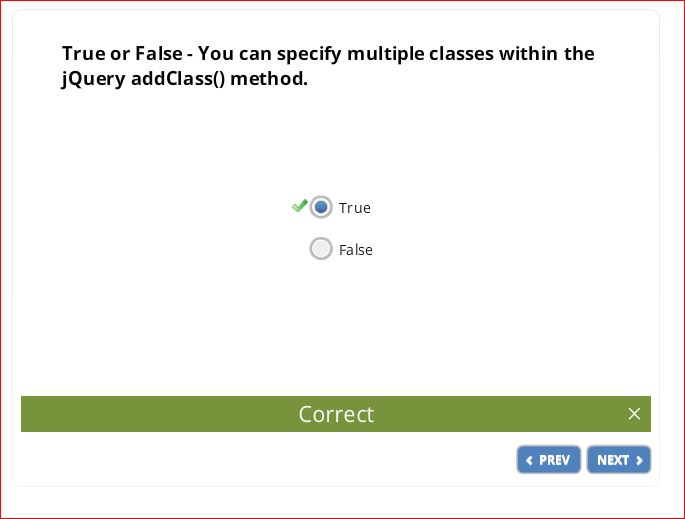 True or False - You can specify multiple classes within the
jQuery addClass() method.
True
False
Correct
PREV
NEXT